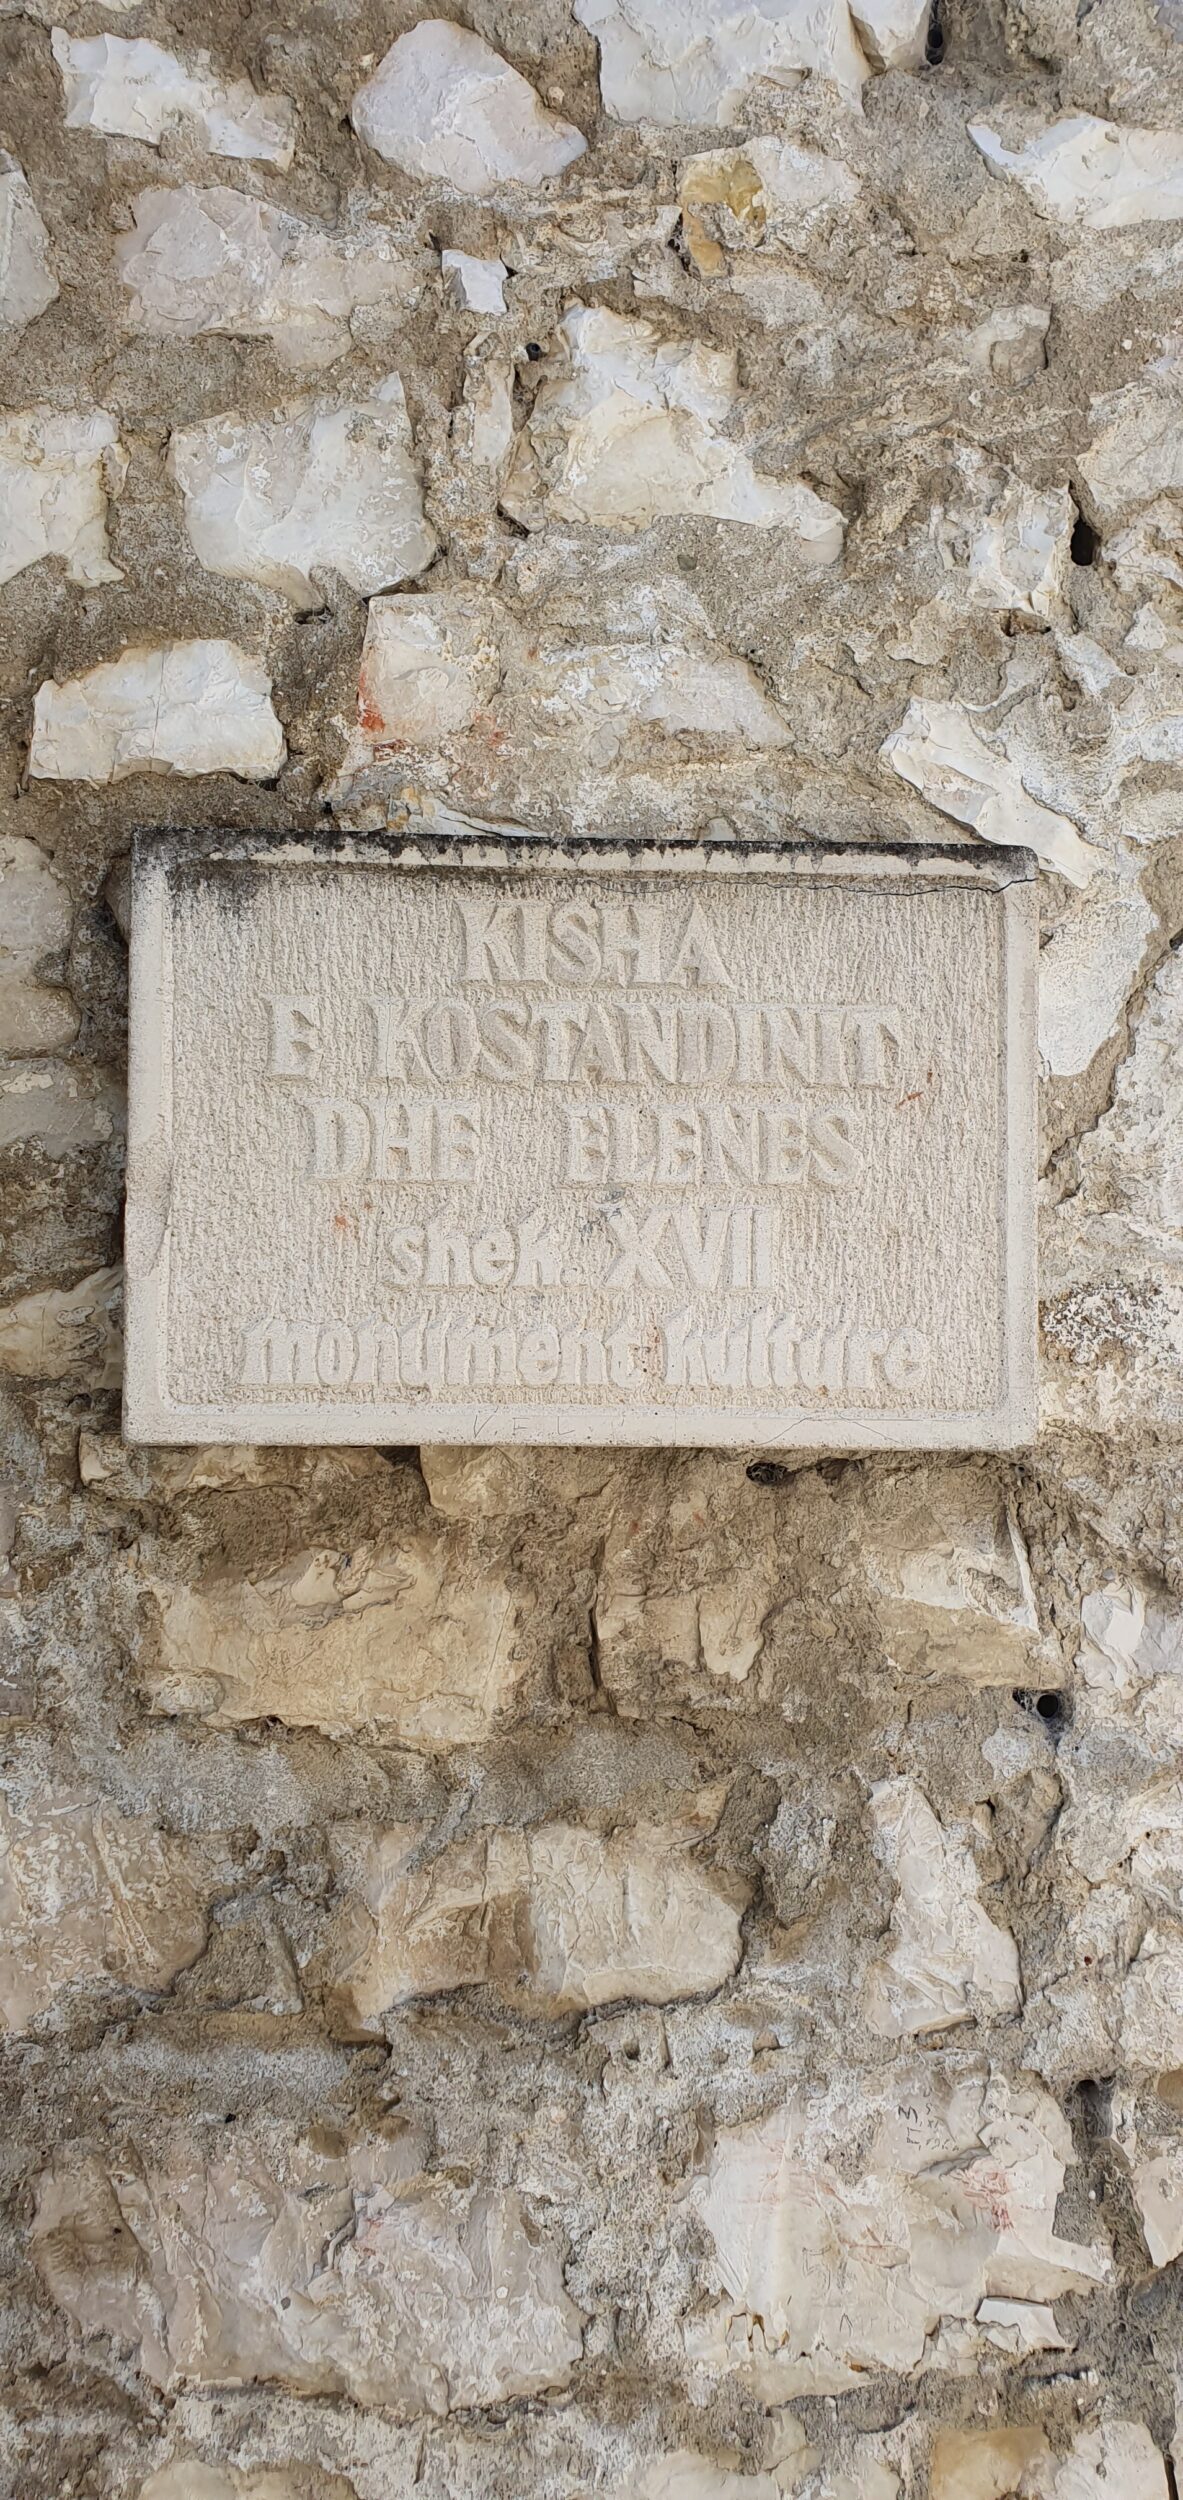 KISHA
E KOSTANDINIT
DHE ELENES
shek. XVII
monument kulture